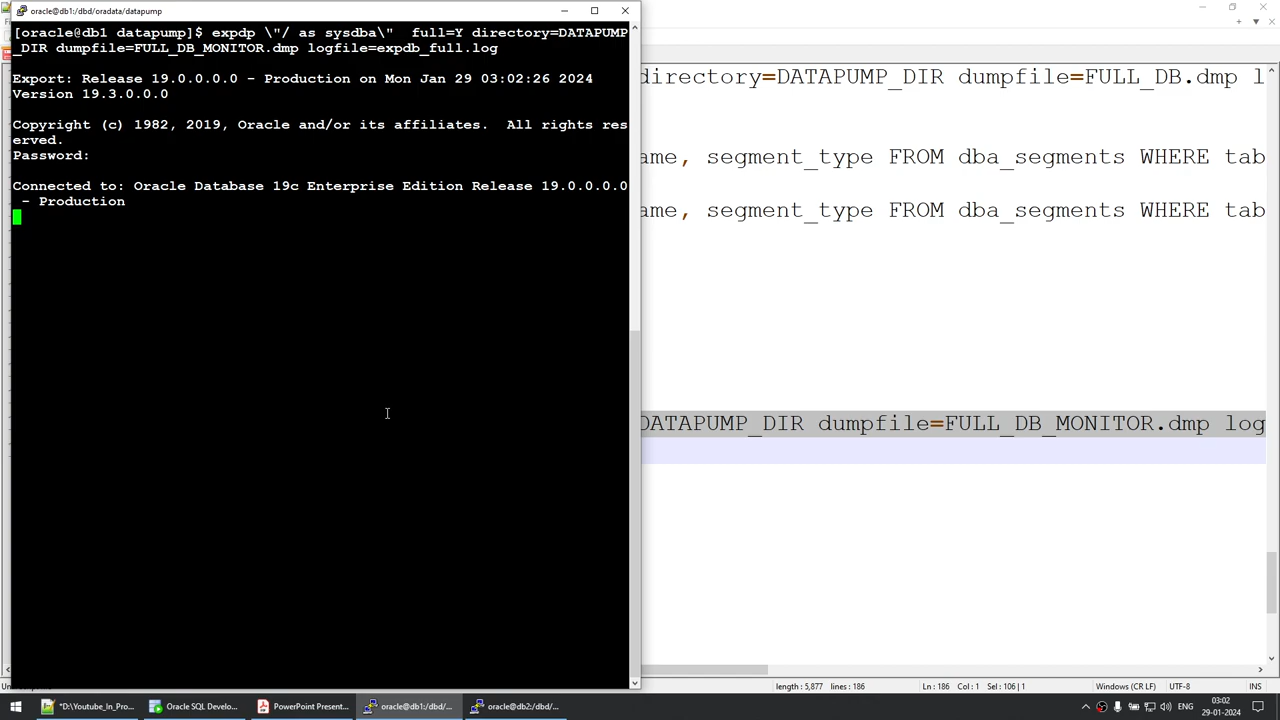 oracle@db1:/dbd/oradata/datapump
[oracle@db1 datapump]$ expdp \"/ as sysdba\"  full=Y directory=DATAPUMP
_DIR dumpfile=FULL_DB_MONITOR.dmp logfile=expdb_full.log
Export: Release 19.0.0.0.0 - Production on Mon Jan 29 03:02:26 2024
Version 19.3.0.0.0
Copyright (c) 1982, 2019, Oracle and/or its affiliates.  All rights res
erved.
Password:
Connected to: Oracle Database 19c Enterprise Edition Release 19.0.0.0.0
 - Production
directory=DATAPUMP_DIR dumpfile=FULL_DB.dmp l
ame, segment_type FROM dba_segments WHERE tab
ame, segment_type FROM dba_segments WHERE tab
DATAPUMP_DIR dumpfile=FULL_DB_MONITOR.dmp log
length : 5,877 lines : 186 Ln : 186 Col : 1 Sel : 106 | 1 Windows (CR LF) UTF-8 INS
*D:\Youtube_In_Pro... Oracle SQL Develo... PowerPoint Present... oracle@db1:/dbd/... oracle@db2:/dbd/...
03:02
29-01-2024